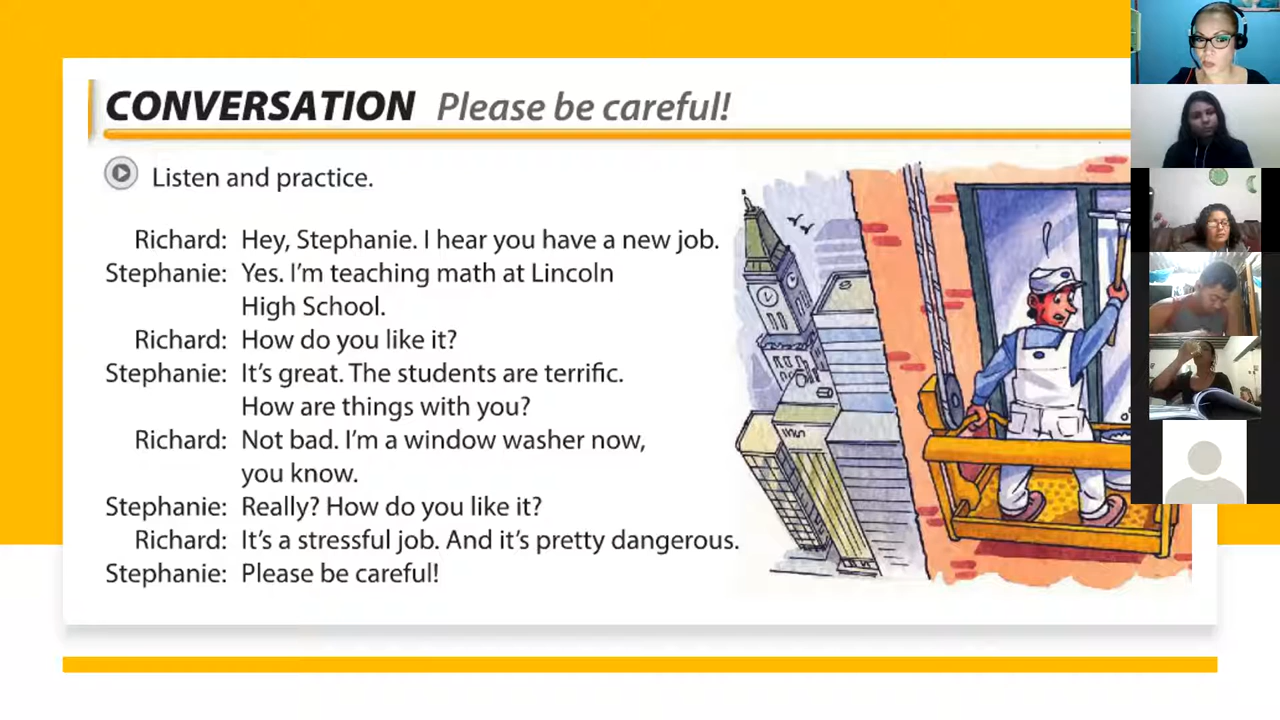 CONVERSATION Please be careful!
Listen and practice.
Richard: Hey, Stephanie. I hear you have a new job.
Stephanie: Yes. I'm teaching math at Lincoln
High School.
Richard: How do you like it?
Stephanie: It's great. The students are terrific.
How are things with you?
Richard: Not bad. I'm a window washer now,
you know.
Stephanie: Really? How do you like it?
Richard: It's a stressful job. And it's pretty dangerous.
Stephanie: Please be careful!